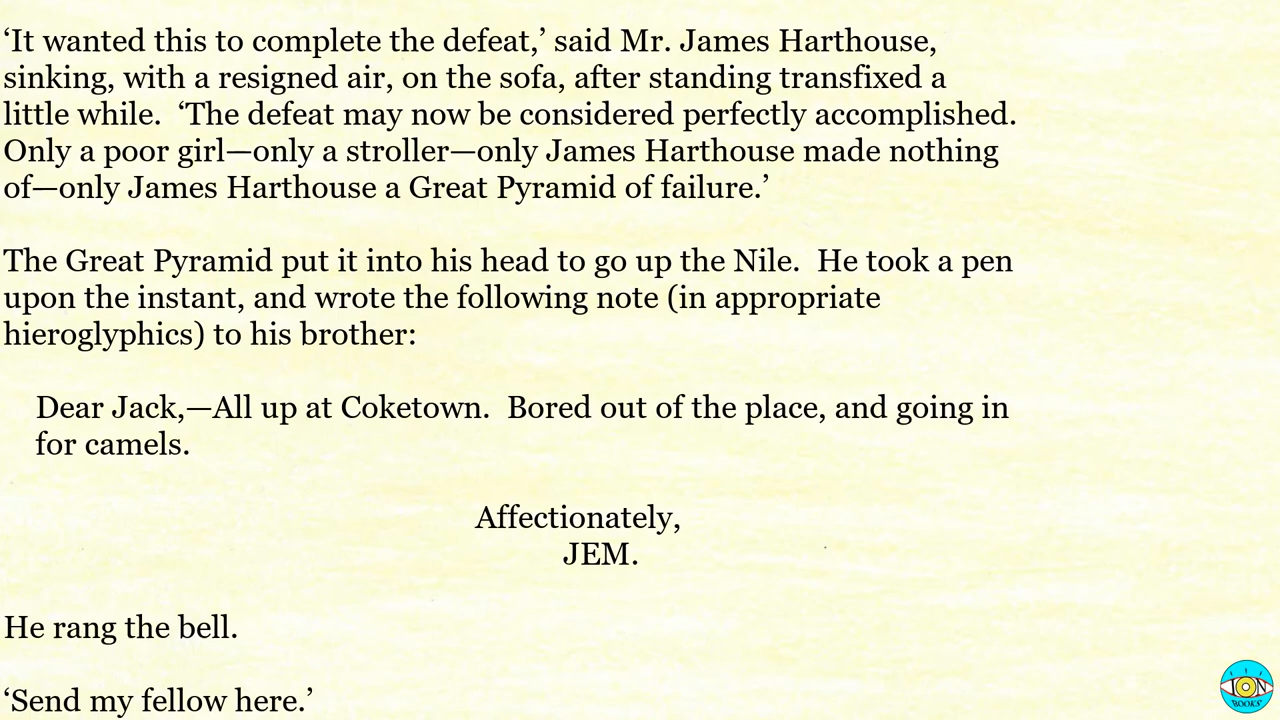 ‘It wanted this to complete the defeat,’ said Mr. James Harthouse,
sinking, with a resigned air, on the sofa, after standing transfixed a
little while.  ‘The defeat may now be considered perfectly accomplished.
Only a poor girl—only a stroller—only James Harthouse made nothing
of—only James Harthouse a Great Pyramid of failure.’
The Great Pyramid put it into his head to go up the Nile.  He took a pen
upon the instant, and wrote the following note (in appropriate
hieroglyphics) to his brother:
Dear Jack,—All up at Coketown.  Bored out of the place, and going in
for camels.
Affectionately,
JEM.
He rang the bell.
‘Send my fellow here.’
ION
BOOKS